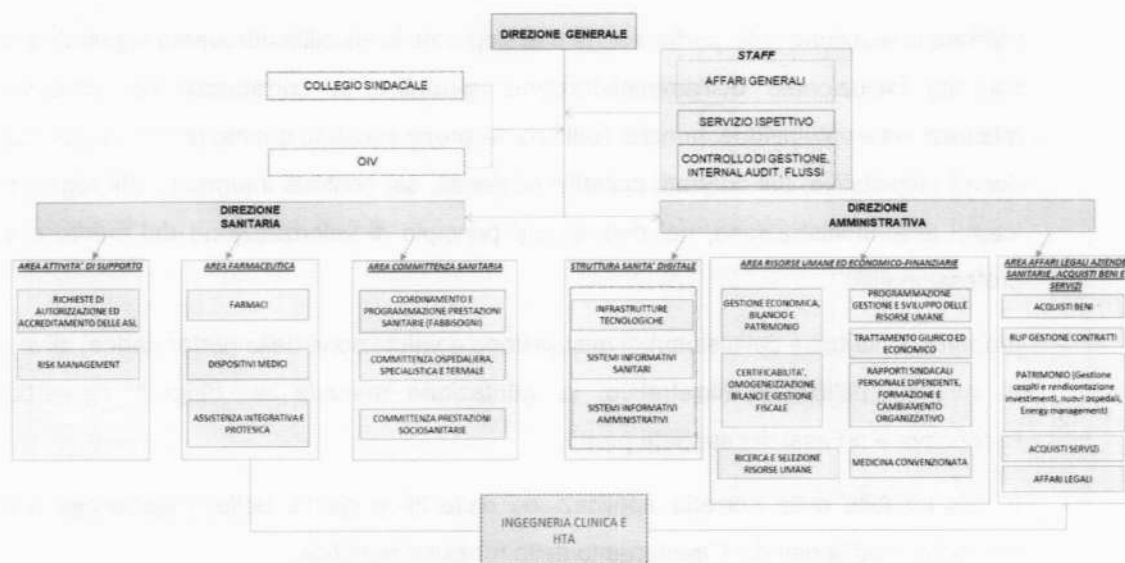 DIREZIONE GENERALE
STAFF
AFFARI GENERALI
COLLEGIO SINDACALE
SERVIZIO ISPETTIVO
OIV
CONTROLLO DI GESTIONE,
INTERNAL AUDIT, FLUSSI
DIREZIONE
SANITARIA
DIREZIONE
AMMINISTRATIVA
AREA ATTIVITA' DI SUPPORTO
RICHIESTE DI
AUTORIZZAZIONE ED
ACCREDITAMENTO DELLE ASL
RISK MANAGEMENT
AREA FARMACEUTICA
FARMACI
DISPOSITIVI MEDICI
ASSISTENZA INTEGRATIVA E
PROTESICA
AREA COMMITTENZA SANITARIA
COORDINAMENTO E
PROGRAMMAZIONE PRESTAZIONI
SANITARIE (FABBISOGNI)
COMMITTENZA OSPEDALIERA,
SPECIALISTICA E TERMALE
COMMITTENZA PRESTAZIONI
SOCIOSANITARIE
STRUTTURA SANITA' DIGITALE
INFRASTRUTTURE
TECNOLOGICHE
SISTEMI INFORMATIVI
SANITARI
SISTEMI INFORMATIVI
AMMINISTRATIVI
AREA RISORSE UMANE ED ECONOMICO-FINANZIARIE
GESTIONE ECONOMICA,
BILANCIO E
PATRIMONIO
CERTIFICABILITA',
OMOGENEIZZAZIONE
BILANCI E GESTIONE
FISCALE
RICERCA E SELEZIONE
RISORSE UMANE
PROGRAMMAZIONE
GESTIONE E SVILUPPO DELLE
RISORSE UMANE
TRATTAMENTO GIURICO ED
ECONOMICO
RAPPORTI SINDACALI
PERSONALE DIPENDENTE,
FORMAZIONE E
CAMBIAMENTO
ORGANIZZATIVO
MEDICINA CONVENZIONATA
AREA AFFARI LEGALI AZIENDE
SANITARIE, ACQUISTI BENI E
SERVIZI
ACQUISTI BENI
RUP GESTIONE CONTRATTI
PATRIMONIO (Gestione
cespiti e rendicontazione
investimenti, nuovi ospedali,
Energy management)
ACQUISTI SERVIZI
AFFARI LEGALI
INGEGNERIA CLINICA E
HTA